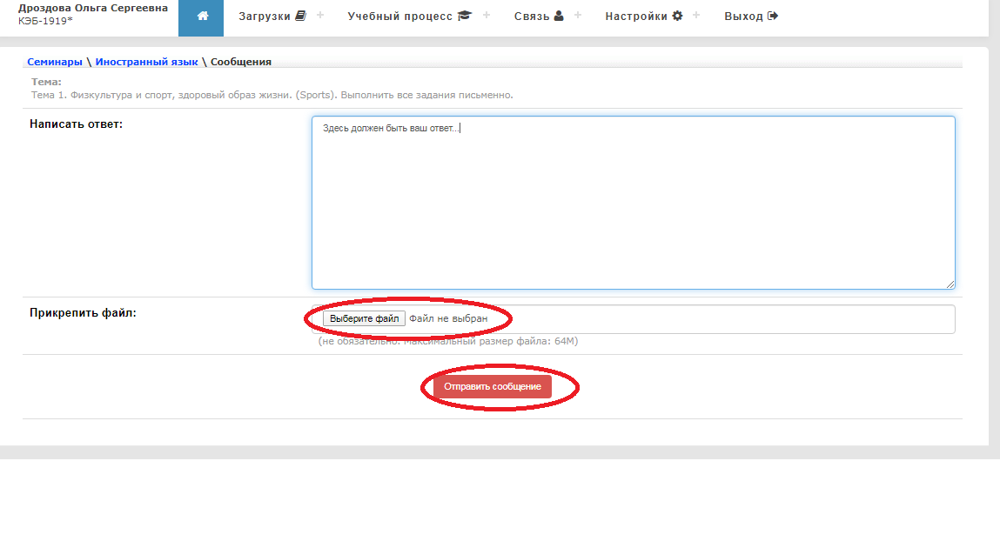 Дроздова Ольга Сергеевна
КЭБ-1919*
Загрузки + Учебный процесс + Связь + Настройки + Выход
Семинары \ Иностранный язык \ Сообщения
Тема:
Тема 1. Физкультура и спорт, здоровый образ жизни. (Sports). Выполнить все задания письменно.
Написать ответ:
Здесь должен быть ваш ответ...
Прикрепить файл:
Выберите файл Файл не выбран
(не обязательно. Максимальный размер файла: 64M)
Отправить сообщение